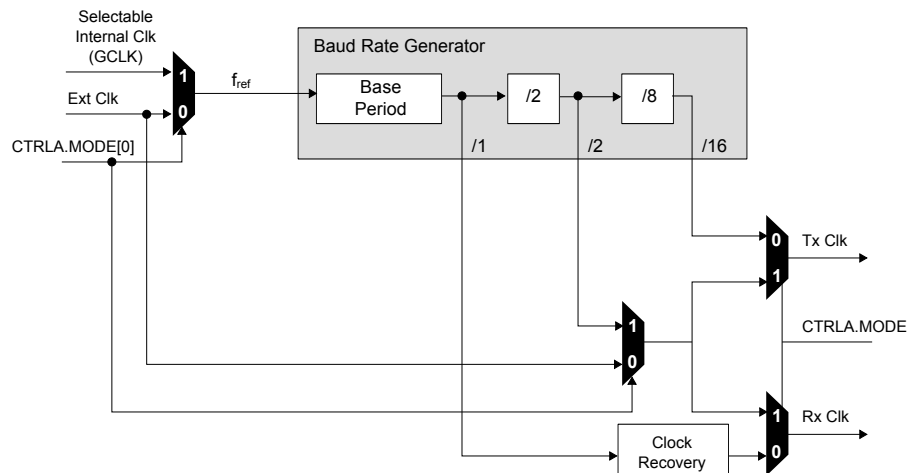 Selectable
Internal Clk
(GCLK)
Ext Clk
CTRLA.MODE[0]
1
0
fref
Baud Rate Generator
Base
Period
/2
/8
/1
/2
/16
0
1
Tx Clk
1
0
CTRLA.MODE
1
0
Rx Clk
Clock
Recovery